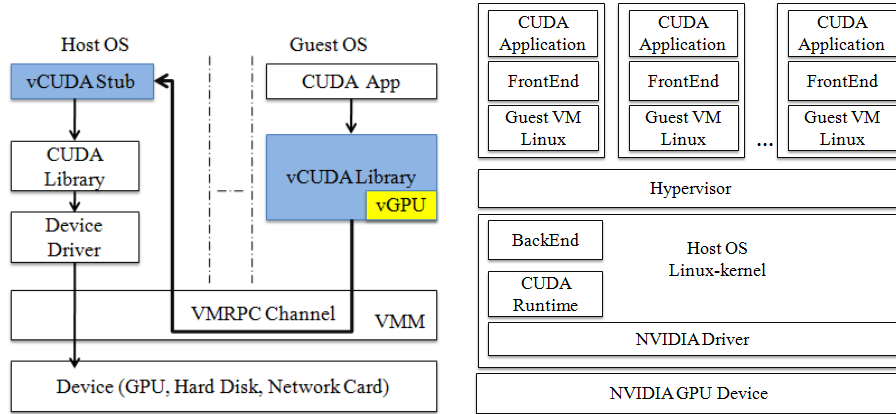 Host OS
Guest OS
vCUDA Stub
CUDA App
CUDA
Library
vCUDA Library
vGPU
Device
Driver
VMRPC Channel
VMM
Device (GPU, Hard Disk, Network Card)
CUDA
Application
FrontEnd
Guest VM
Linux
CUDA
Application
FrontEnd
Guest VM
Linux
...
CUDA
Application
FrontEnd
Guest VM
Linux
Hypervisor
BackEnd
Host OS
Linux-kernel
CUDA
Runtime
NVIDIA Driver
NVIDIA GPU Device